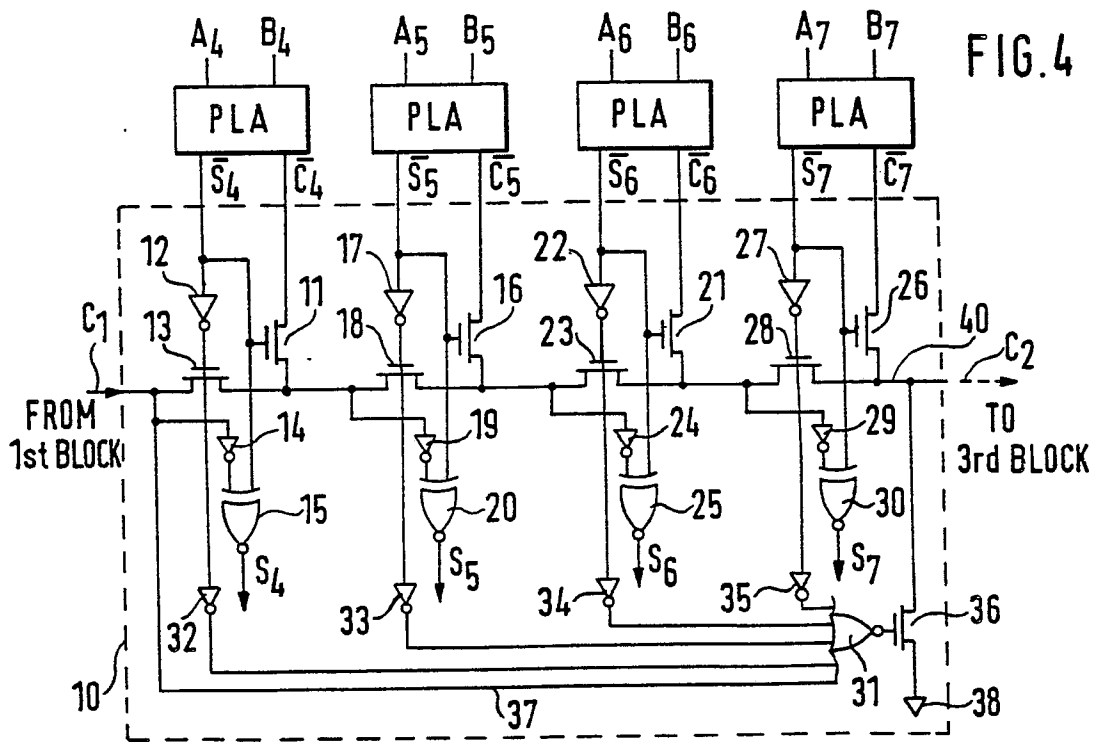 A4 B4 A5 B5 A6 B6 A7 B7
FIG.4
PLA PLA PLA PLA
S̅4 C̅4 S̅5 C̅5 S̅6 C̅6 S̅7 C̅7
12 17 22 27
11 16 21 26
13 18 23 28 40
C1 C2
FROM
1st BLOCK
TO
3rd BLOCK
14 19 24 29
15 20 25 30
S4 S5 S6 S7
32 33 34 35 36
31
10 37 38